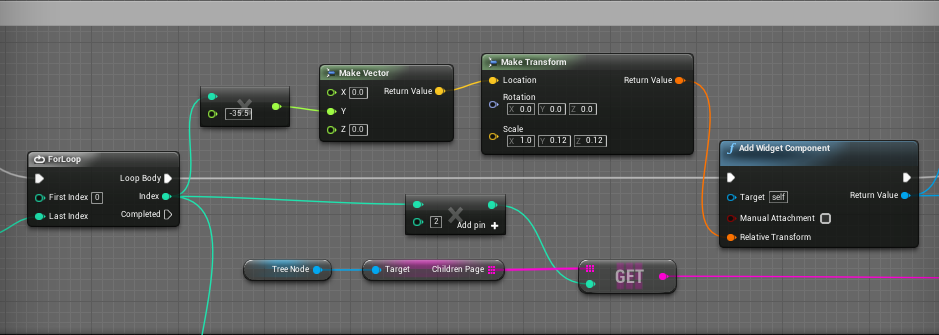 Make Transform
Make Vector
Location
Return Value
X 0.0
Return Value
Rotation
-35.5
Y
X 0.0 Y 0.0 Z 0.0
Z 0.0
Scale
X 1.0 Y 0.12 Z 0.12
Add Widget Component
ForLoop
Loop Body
First Index 0
Index
Target self
Return Value
Last Index
Completed
2
Add pin +
Manual Attachment
Relative Transform
Tree Node
Target
Children Page
GET